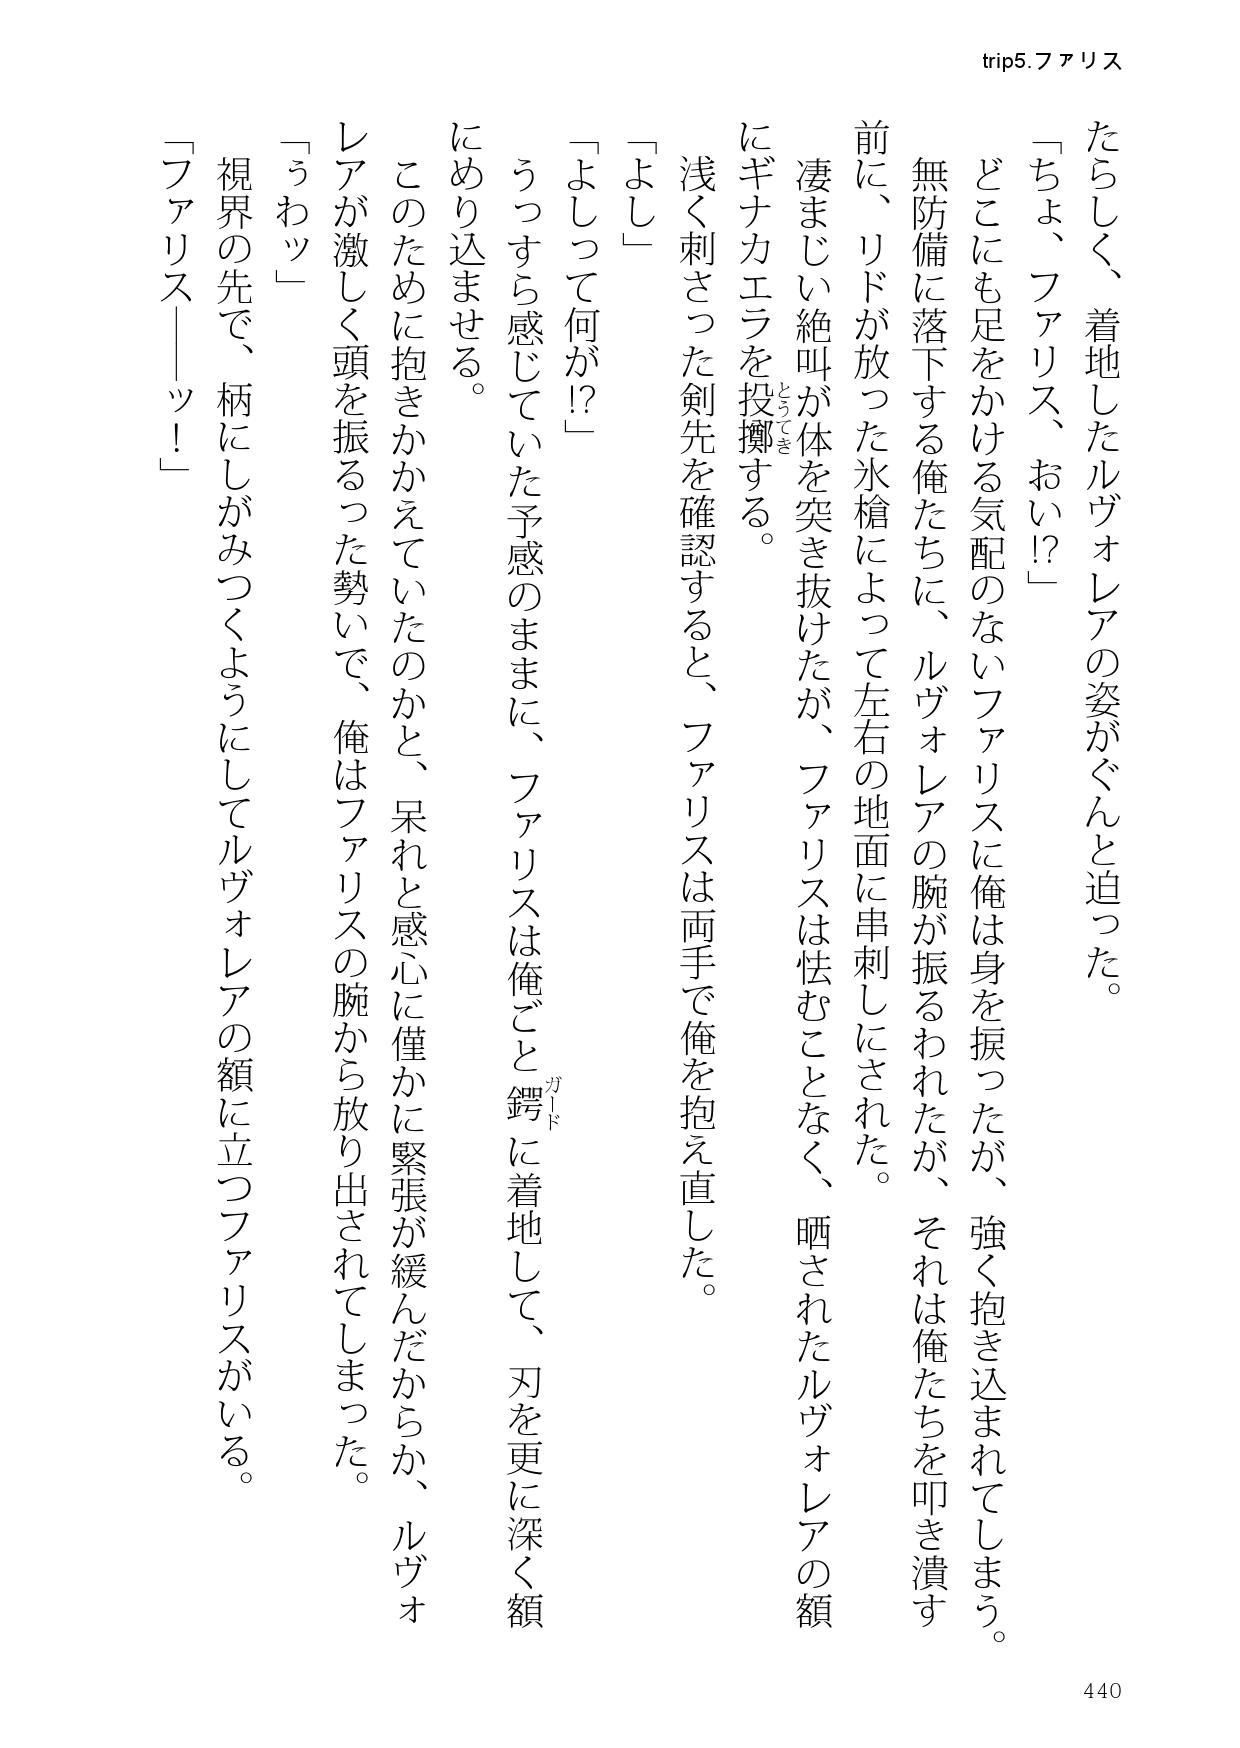 trip5.ファリス
たらしく、着地したルヴォレアの姿がぐんと迫った。
「ちょ、ファリス、おい!?」
どこにも足をかける気配のないファリスに俺は身を捩ったが、強く抱き込まれてしまう。
無防備に落下する俺たちに、ルヴォレアの腕が振るわれたが、それは俺たちを叩き潰す
前に、リドが放った氷槍によって左右の地面に串刺しにされた。
凄まじい絶叫が体を突き抜けたが、ファリスは怯むことなく、晒されたルヴォレアの額
にギナカエラを投擲とうてきする。
浅く刺さった剣先を確認すると、ファリスは両手で俺を抱え直した。
「よし」
「よしって何が!?」
うっすら感じていた予感のままに、ファリスは俺ごと鍔ガードに着地して、刃を更に深く額
にめり込ませる。
このために抱きかかえていたのかと、呆れと感心に僅かに緊張が緩んだからか、ルヴォ
レアが激しく頭を振るった勢いで、俺はファリスの腕から放り出されてしまった。
「うわッ」
視界の先で、柄にしがみつくようにしてルヴォレアの額に立つファリスがいる。
「ファリス――ッ！」
440